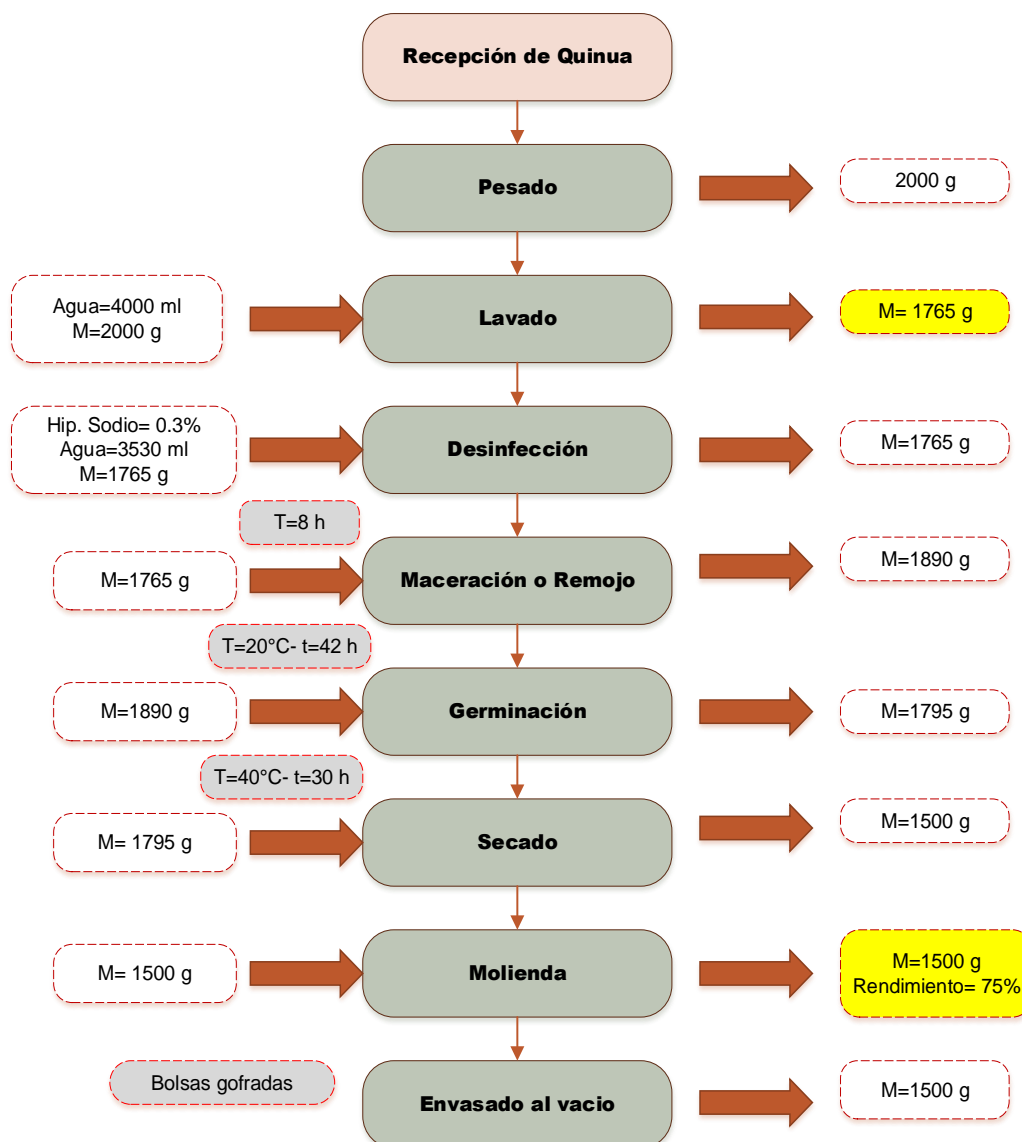 Recepción de Quinua
Pesado
2000 g
Agua=4000 ml
M=2000 g
Lavado
M= 1765 g
Hip. Sodio= 0.3%
Agua=3530 ml
M=1765 g
Desinfección
M=1765 g
T=8 h
M=1765 g
Maceración o Remojo
M=1890 g
T=20°C- t=42 h
M=1890 g
Germinación
M=1795 g
T=40°C- t=30 h
M= 1795 g
Secado
M=1500 g
M= 1500 g
Molienda
M=1500 g
Rendimiento= 75%
Bolsas gofradas
Envasado al vacio
M=1500 g